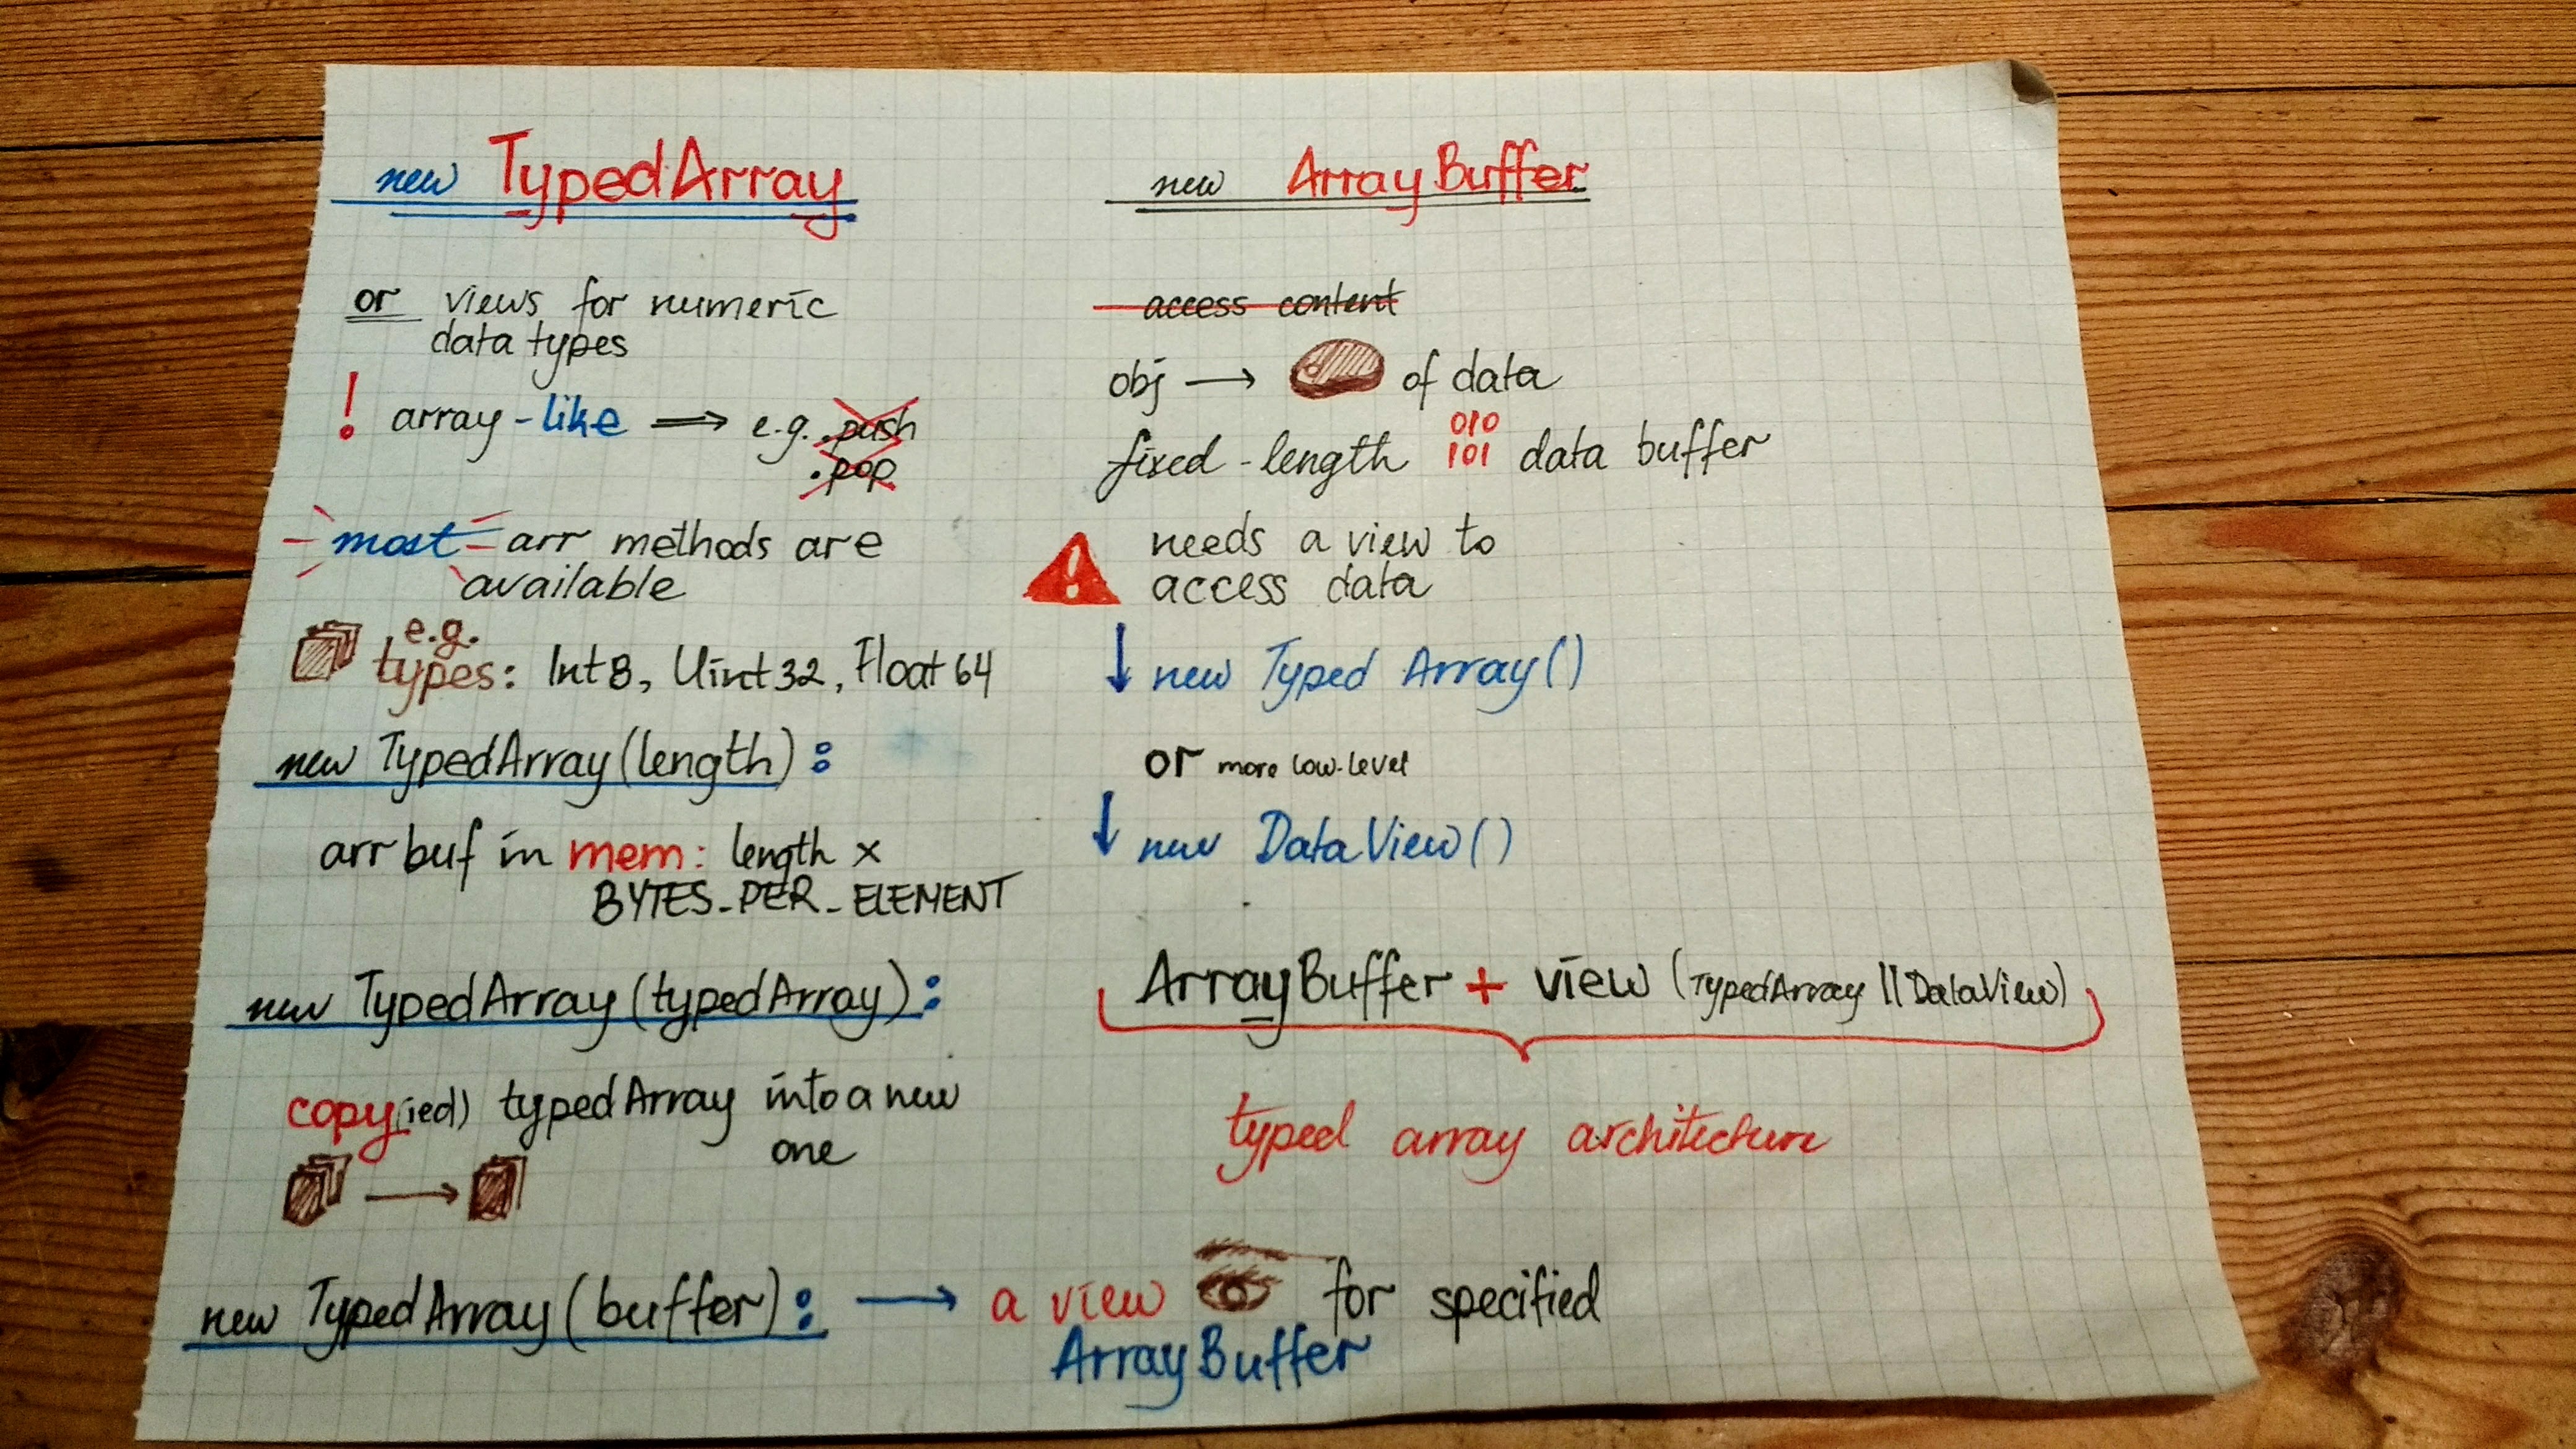 new TypedArray
or views for numeric
data types
! array-like ⟹ e.g. .push
.pop
most arr methods are
available
e.g.
types: Int8, Uint32, Float64
new TypedArray(length):
arr buf in mem: length ×
BYTES_PER_ELEMENT
new TypedArray(typedArray):
copy(ied) typedArray into a new
one
new TypedArray(buffer): → a view for specified
ArrayBuffer
new ArrayBuffer
access content
obj → of data
010
fixed-length 101 data buffer
! needs a view to
access data
↓ new Typed Array()
or more low-level
↓ new DataView()
ArrayBuffer + view (TypedArray || DataView)
typed array architecture